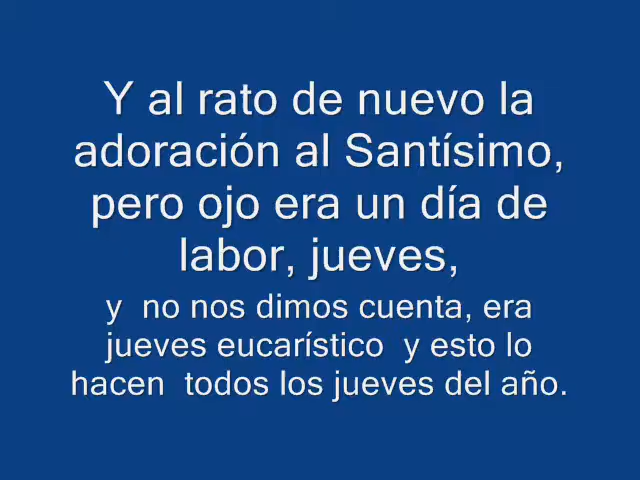 Y al rato de nuevo la
adoración al Santísimo,
pero ojo era un día de
labor, jueves,
y  no nos dimos cuenta, era
jueves eucarístico  y esto lo
hacen  todos los jueves del año.